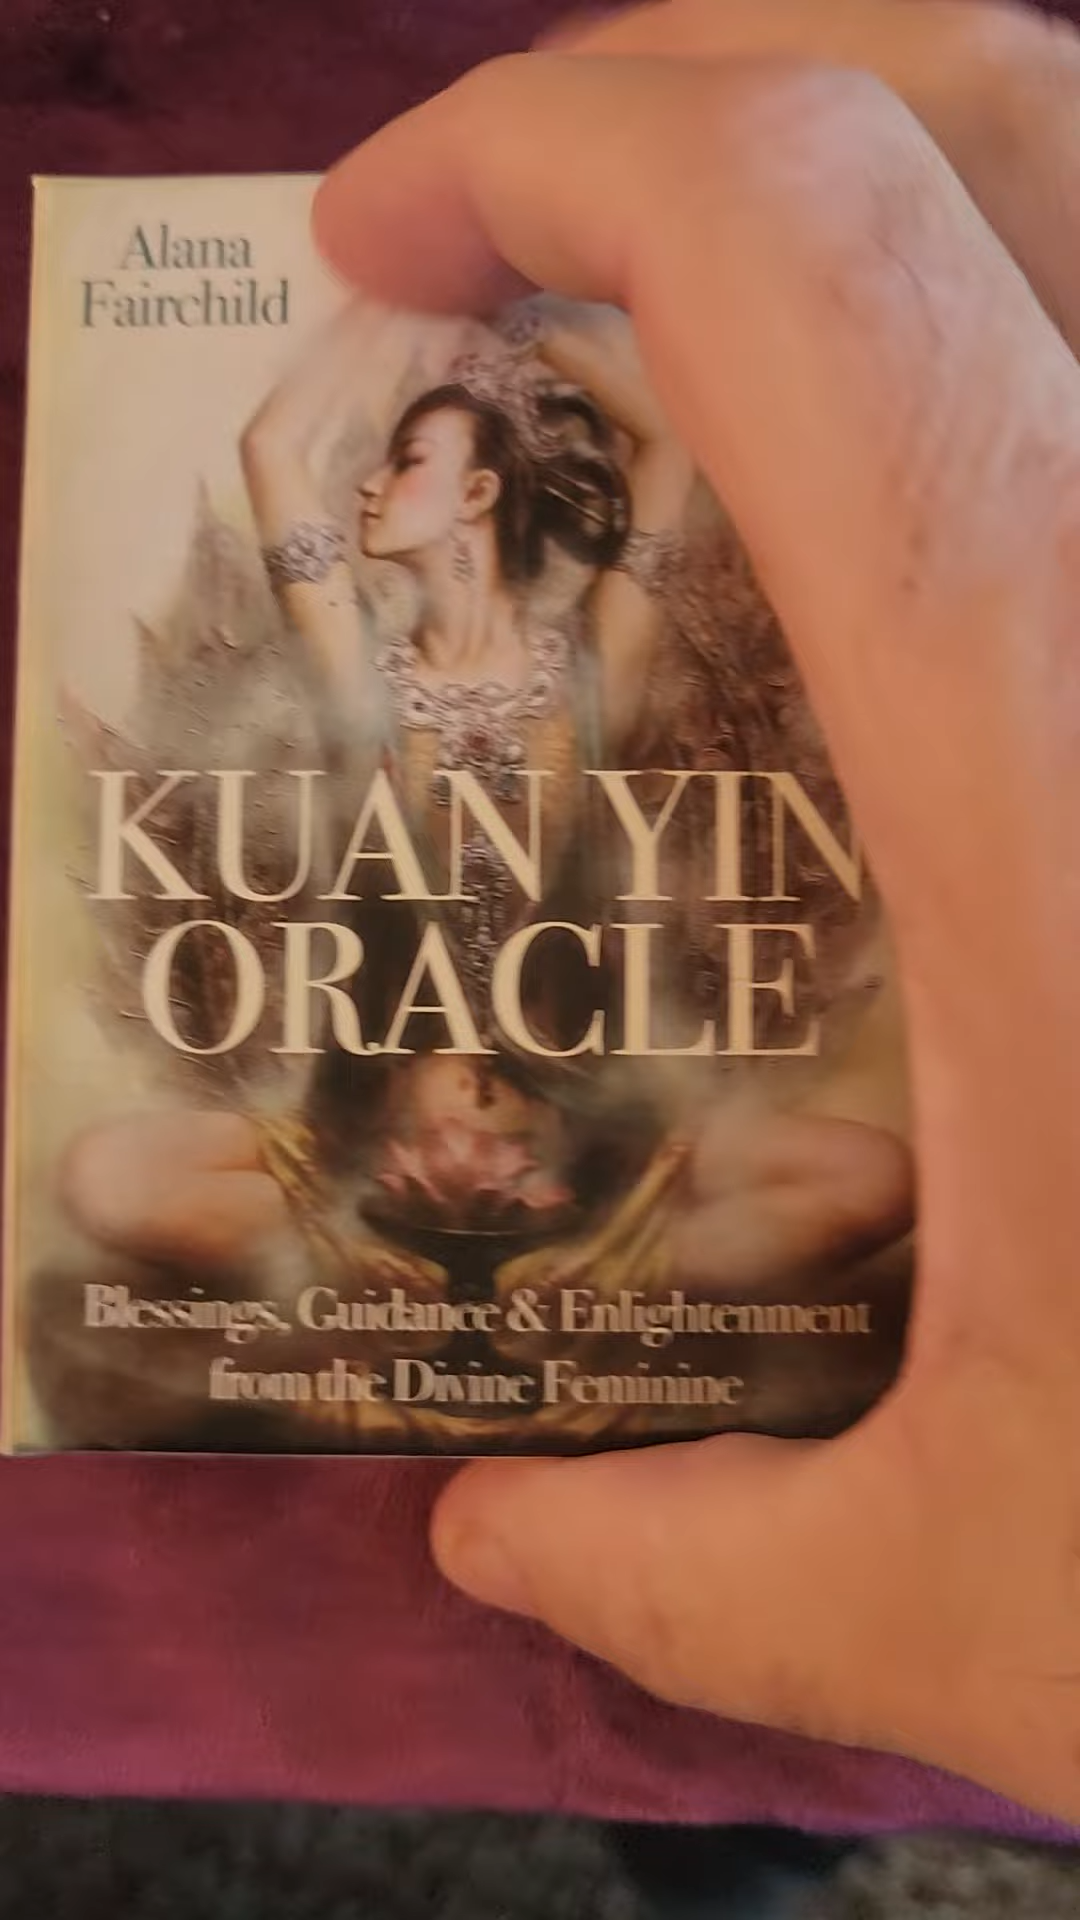 Alana
Fairchild
KUAN YIN
ORACLE
Blessings, Guidance & Enlightenment
from the Divine Feminine